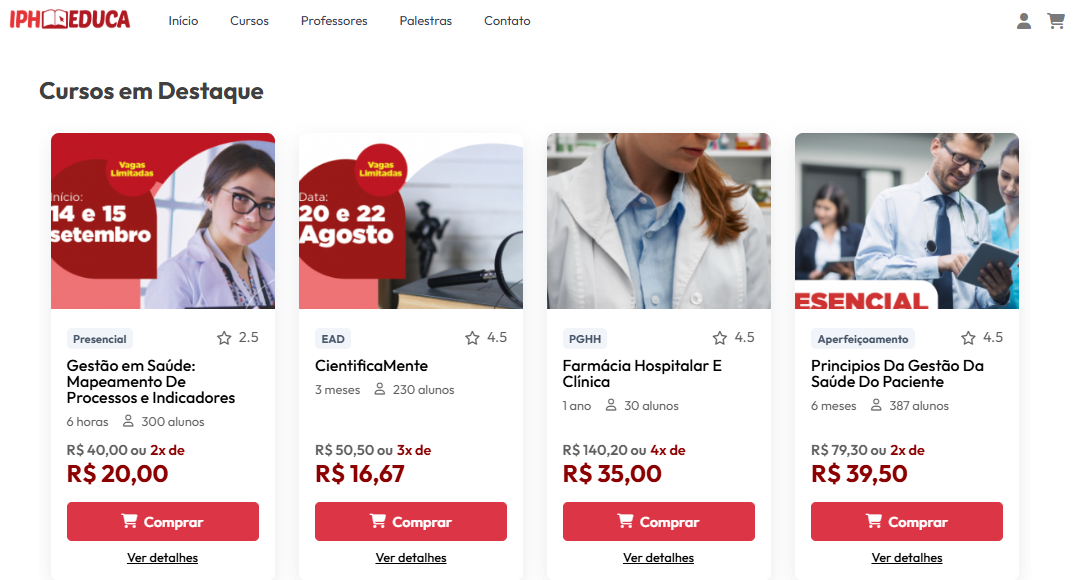 IPH EDUCA
Início Cursos Professores Palestras Contato
Cursos em Destaque
Vagas
Limitadas
Início:
14 e 15
setembro
Presencial 2.5
Gestão em Saúde:
Mapeamento De
Processos e Indicadores
6 horas 300 alunos
R$ 40,00 ou 2x de
R$ 20,00
Comprar
Ver detalhes
Vagas
Limitadas
Data:
20 e 22
Agosto
EAD 4.5
CientificaMente
3 meses 230 alunos
R$ 50,50 ou 3x de
R$ 16,67
Comprar
Ver detalhes
PGHH 4.5
Farmácia Hospitalar E
Clínica
1 ano 30 alunos
R$ 140,20 ou 4x de
R$ 35,00
Comprar
Ver detalhes
ESENCIAL
Aperfeiçoamento 4.5
Principios Da Gestão Da
Saúde Do Paciente
6 meses 387 alunos
R$ 79,30 ou 2x de
R$ 39,50
Comprar
Ver detalhes